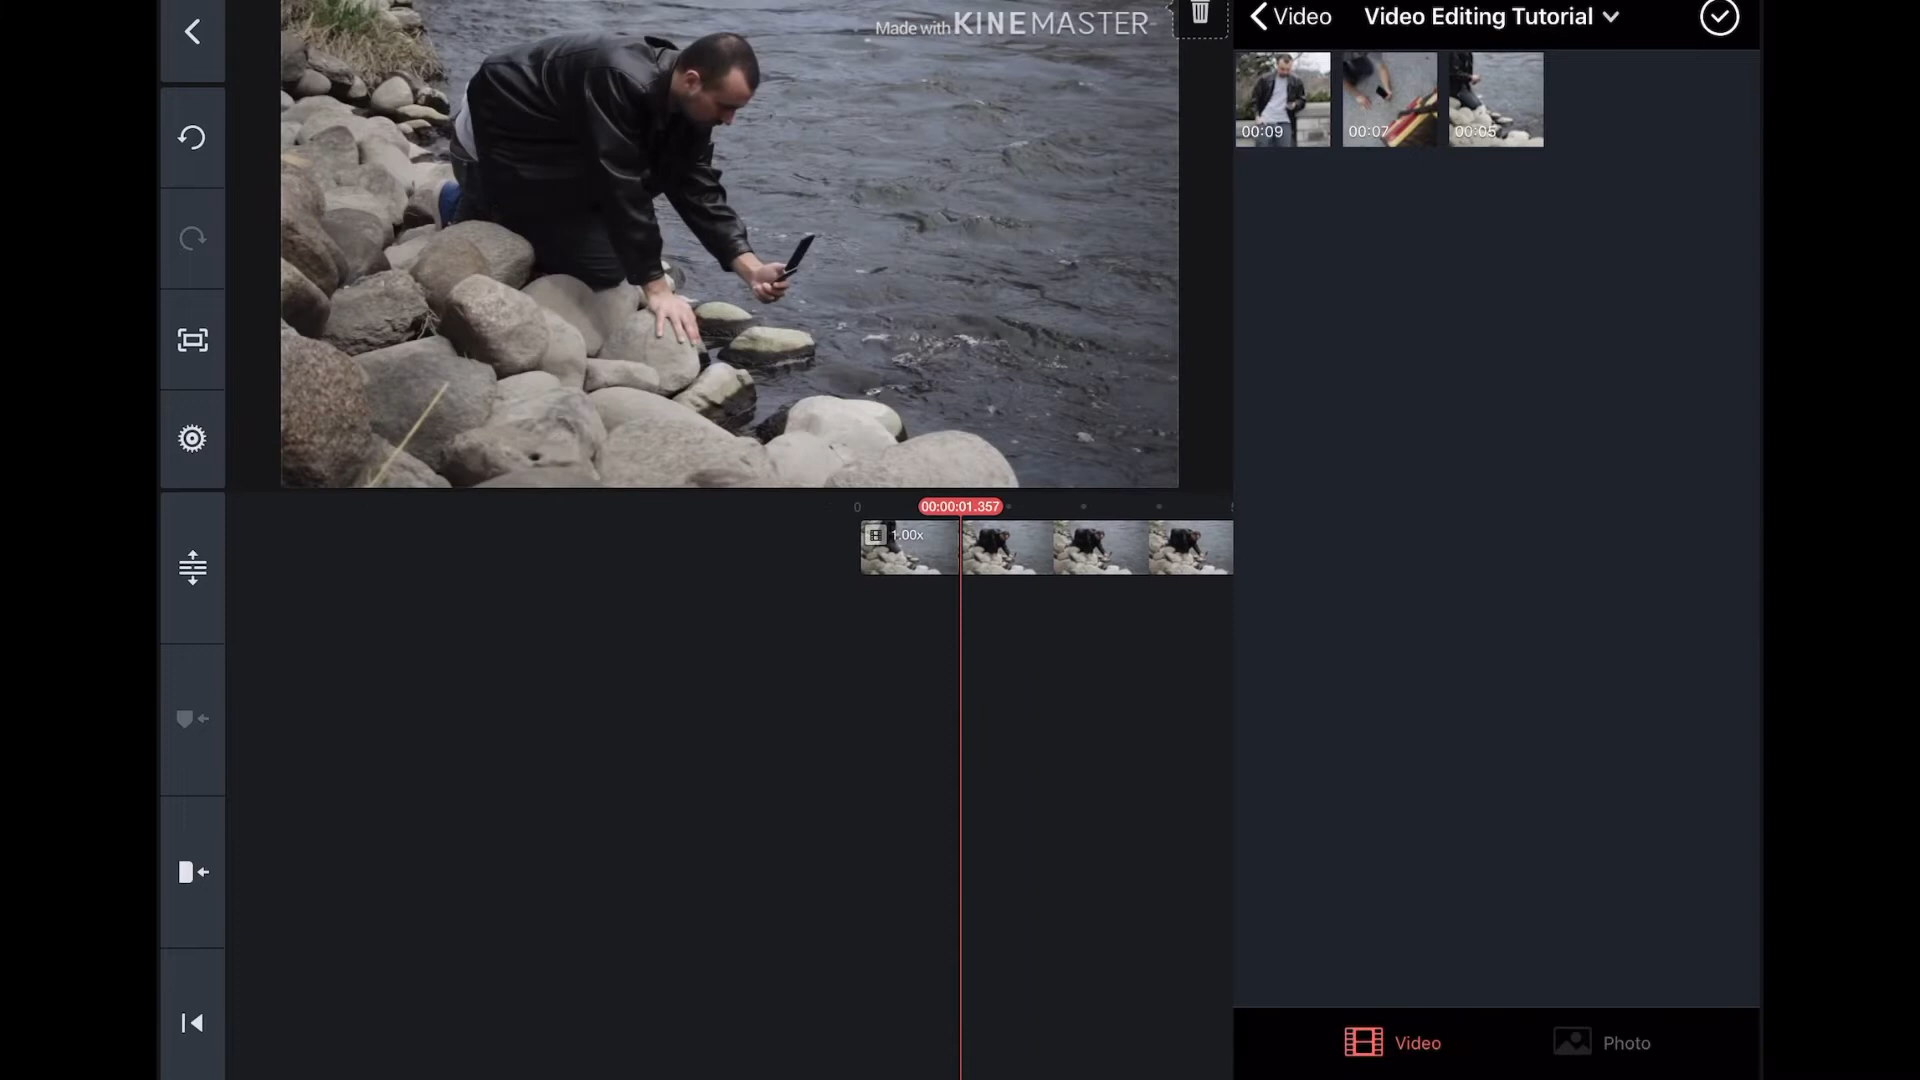 Made with KINEMASTER
Video
Video Editing Tutorial
00:09
00:07
00:05
0
00:00:01.357
1.00x
Video
Photo